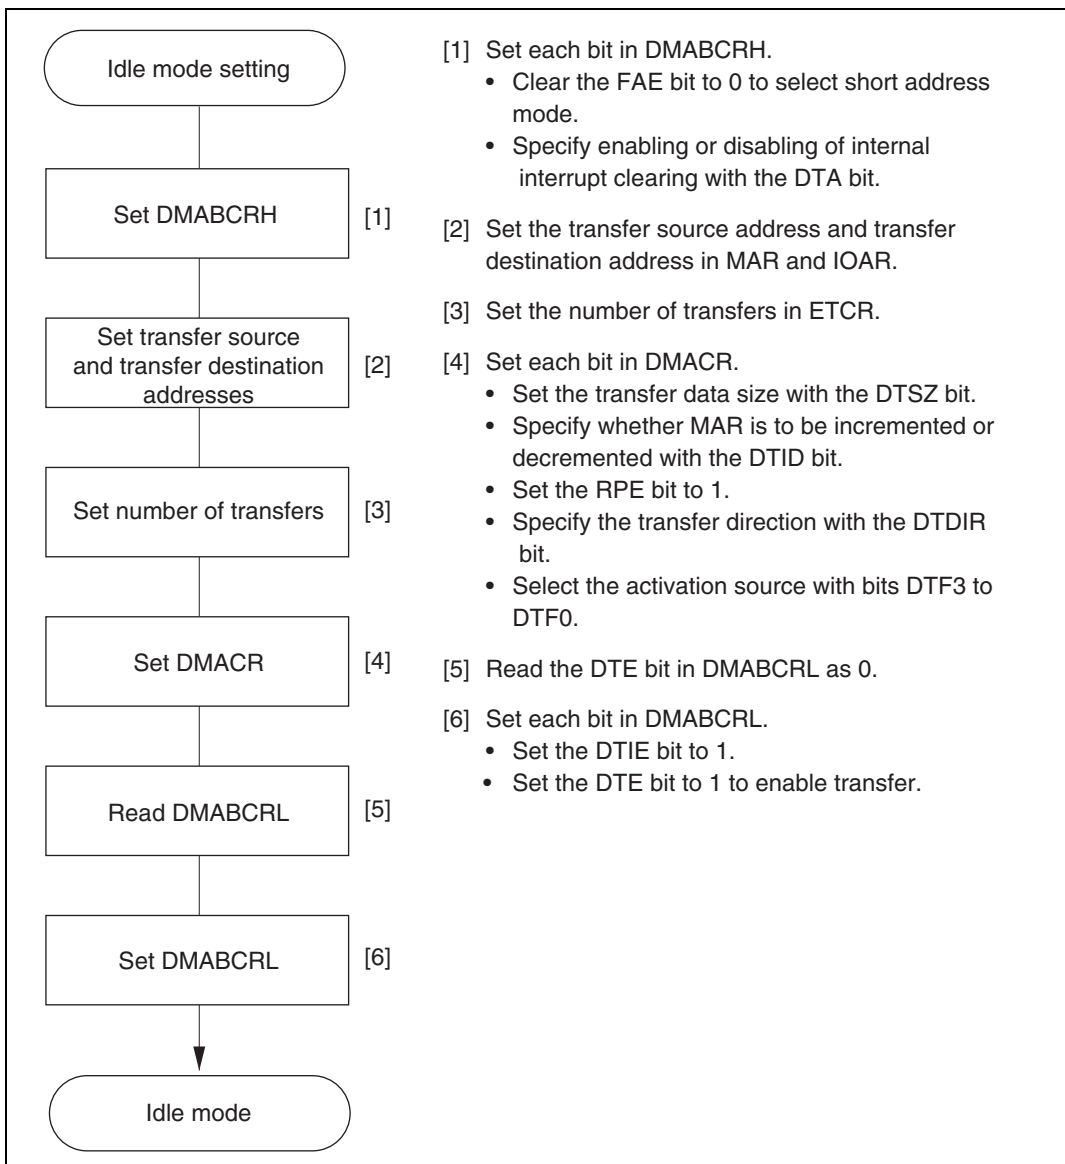 Idle mode setting
Set DMABCRH
[1]
Set transfer source
and transfer destination
addresses
[2]
Set number of transfers
[3]
Set DMACR
[4]
Read DMABCRL
[5]
Set DMABCRL
[6]
Idle mode
[1] Set each bit in DMABCRH.
• Clear the FAE bit to 0 to select short address
mode.
• Specify enabling or disabling of internal
interrupt clearing with the DTA bit.
[2] Set the transfer source address and transfer
destination address in MAR and IOAR.
[3] Set the number of transfers in ETCR.
[4] Set each bit in DMACR.
• Set the transfer data size with the DTSZ bit.
• Specify whether MAR is to be incremented or
decremented with the DTID bit.
• Set the RPE bit to 1.
• Specify the transfer direction with the DTDIR
bit.
• Select the activation source with bits DTF3 to
DTF0.
[5] Read the DTE bit in DMABCRL as 0.
[6] Set each bit in DMABCRL.
• Set the DTIE bit to 1.
• Set the DTE bit to 1 to enable transfer.